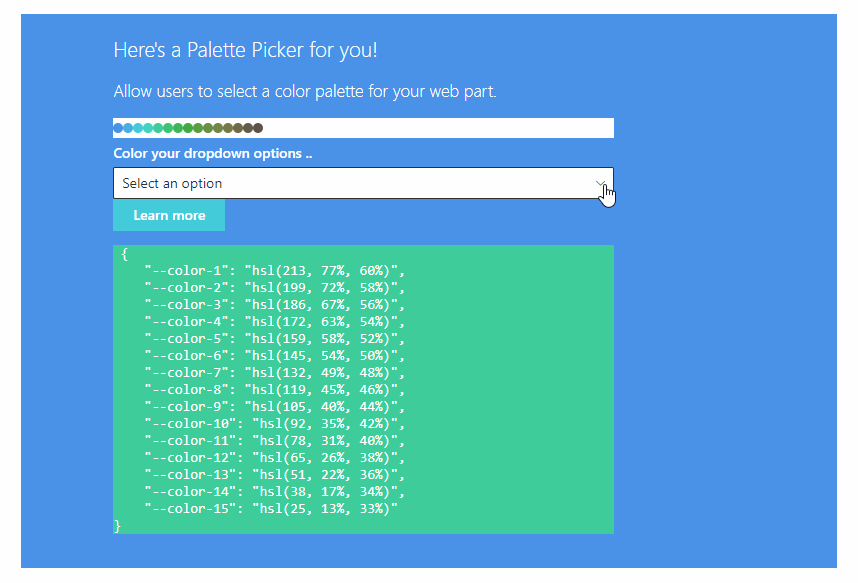 Here's a Palette Picker for you!
Allow users to select a color palette for your web part.
Color your dropdown options ..
Select an option
Learn more
{
"--color-1": "hsl(213, 77%, 60%)",
"--color-2": "hsl(199, 72%, 58%)",
"--color-3": "hsl(186, 67%, 56%)",
"--color-4": "hsl(172, 63%, 54%)",
"--color-5": "hsl(159, 58%, 52%)",
"--color-6": "hsl(145, 54%, 50%)",
"--color-7": "hsl(132, 49%, 48%)",
"--color-8": "hsl(119, 45%, 46%)",
"--color-9": "hsl(105, 40%, 44%)",
"--color-10": "hsl(92, 35%, 42%)",
"--color-11": "hsl(78, 31%, 40%)",
"--color-12": "hsl(65, 26%, 38%)",
"--color-13": "hsl(51, 22%, 36%)",
"--color-14": "hsl(38, 17%, 34%)",
"--color-15": "hsl(25, 13%, 33%)"
}